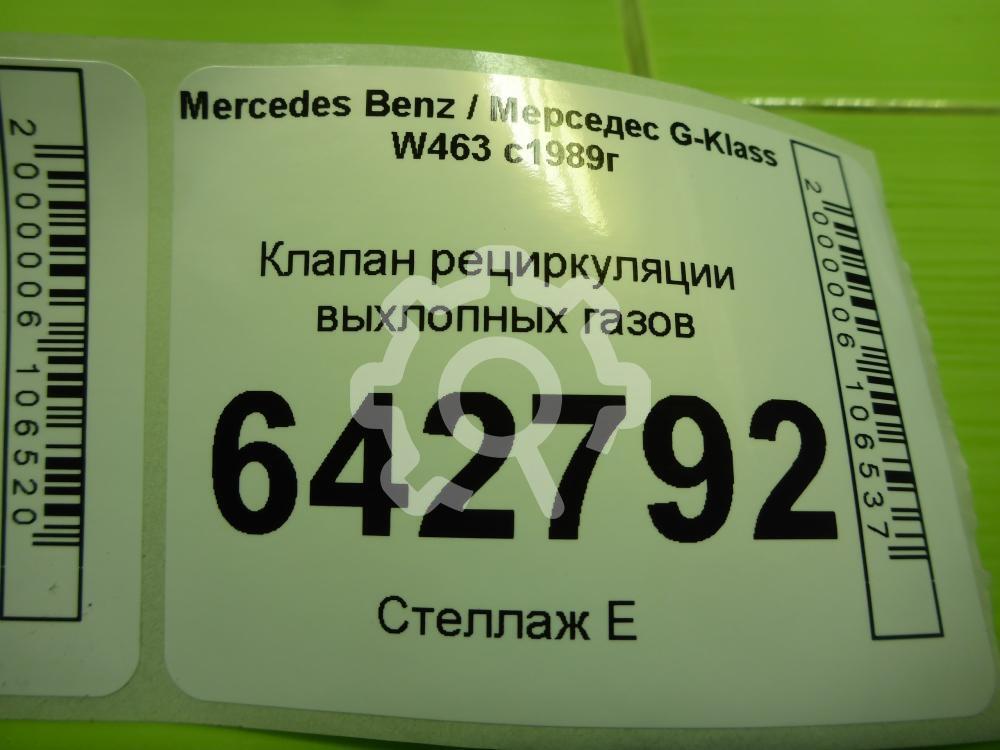 2000006106520
Mercedes Benz / Мерседес G-Klass
W463 с1989г
Клапан рециркуляции
выхлопных газов
642792
Стеллаж Е
2000006106537